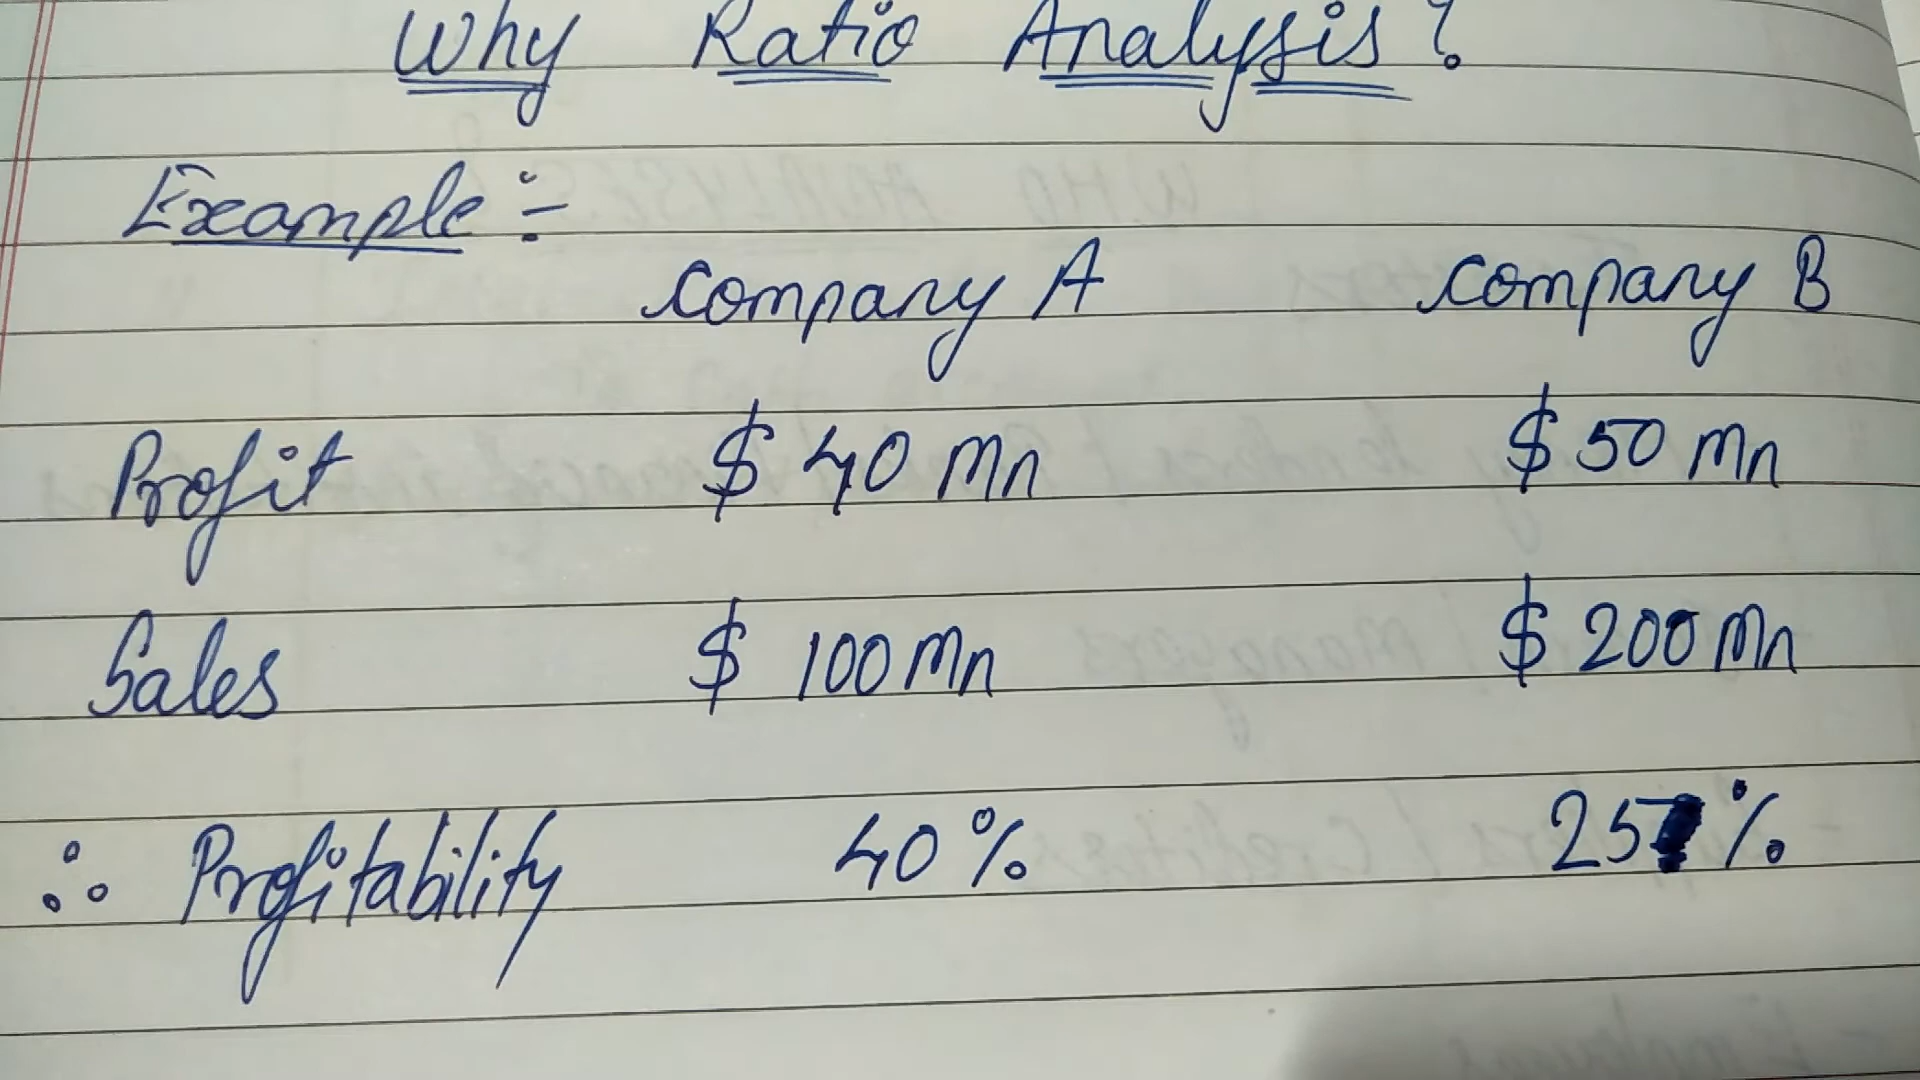 Why Ratio Analysis?
Example :-
Company A Company B
Profit $ 40 Mn $ 50 Mn
Sales $ 100 Mn $ 200 Mn
∴ Profitability 40 % 25 %